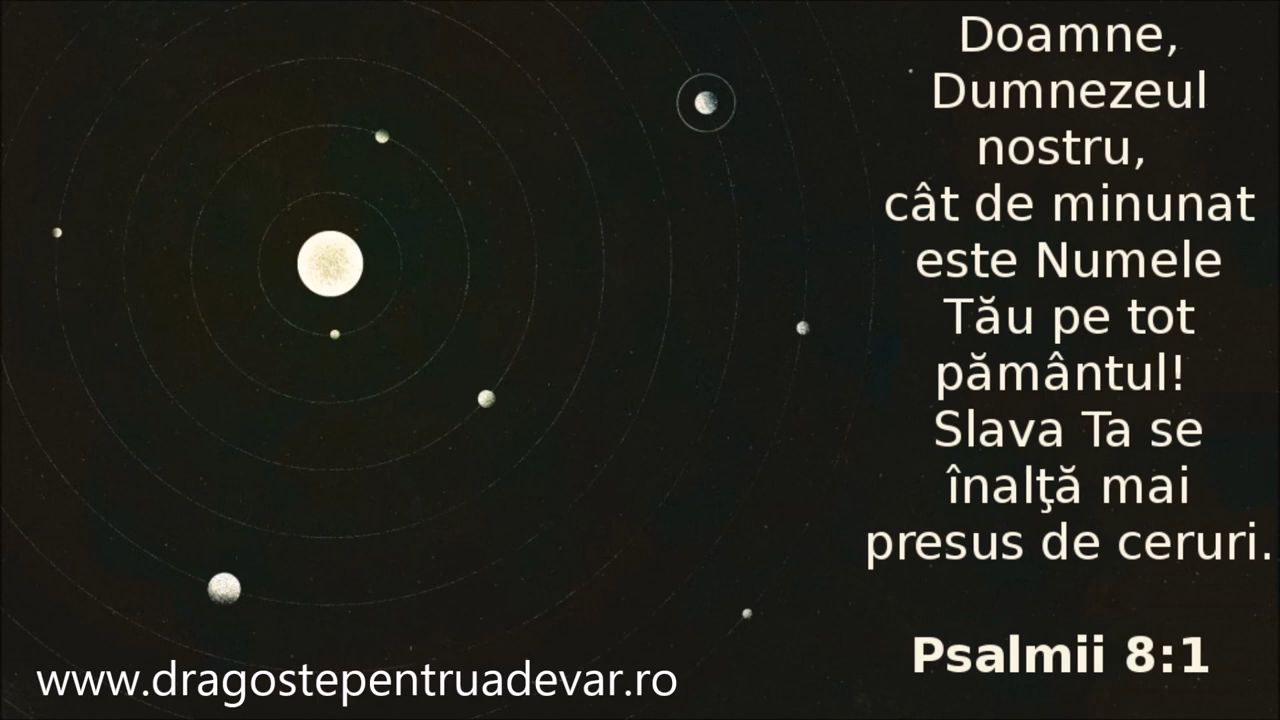 Doamne,
Dumnezeul
nostru,
cât de minunat
este Numele
Tău pe tot
pământul!
Slava Ta se
înalţă mai
presus de ceruri.
Psalmii 8:1
www.dragostepentruadevar.ro